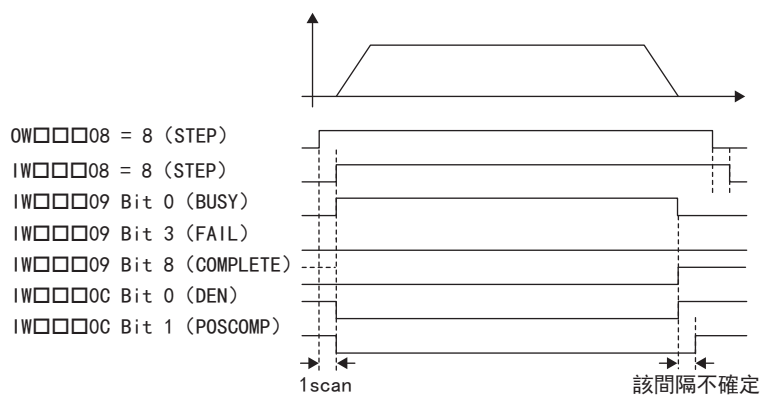 OW□□□08 = 8 (STEP)
IW□□□08 = 8 (STEP)
IW□□□09 Bit 0 (BUSY)
IW□□□09 Bit 3 (FAIL)
IW□□□09 Bit 8 (COMPLETE)
IW□□□0C Bit 0 (DEN)
IW□□□0C Bit 1 (POSCOMP)
1scan
該間隔不確定